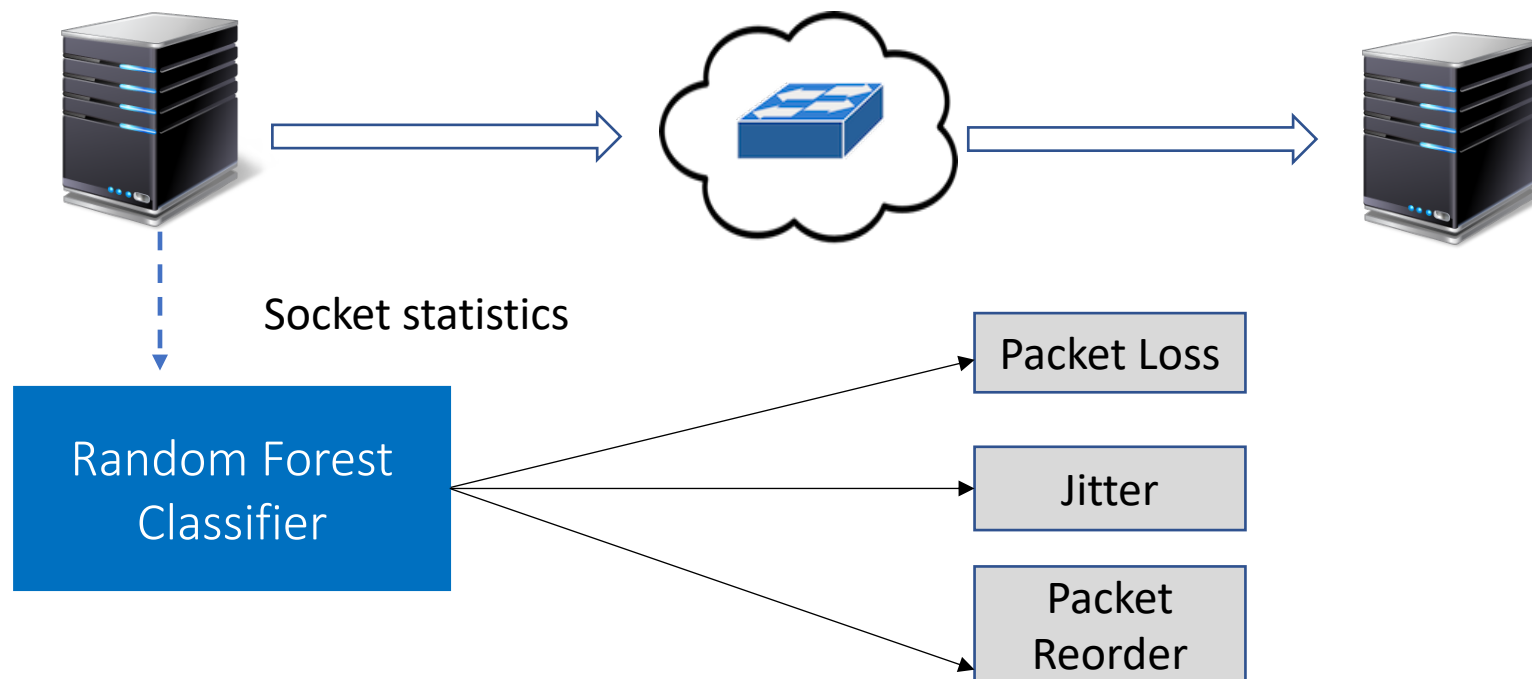 Socket statistics
Packet Loss
Random Forest
Classifier
Jitter
Packet
Reorder